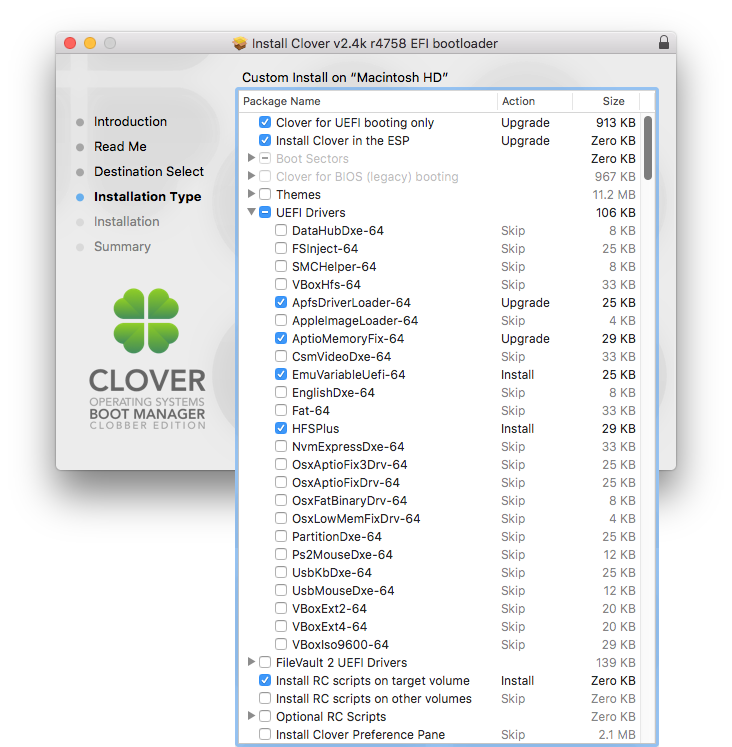 Install Clover v2.4k r4758 EFI bootloader
Custom Install on “Macintosh HD”
Introduction
Read Me
Destination Select
Installation Type
Installation
Summary
CLOVER
OPERATING SYSTEMS
BOOT MANAGER
CLOBBER EDITION
Package Name Action Size
Clover for UEFI booting only Upgrade 913 KB
Install Clover in the ESP Upgrade Zero KB
Boot Sectors Zero KB
Clover for BIOS (legacy) booting 967 KB
Themes 11.2 MB
UEFI Drivers 106 KB
DataHubDxe-64 Skip 8 KB
FSInject-64 Skip 25 KB
SMCHelper-64 Skip 8 KB
VBoxHfs-64 Skip 33 KB
ApfsDriverLoader-64 Upgrade 25 KB
AppleImageLoader-64 Skip 4 KB
AptioMemoryFix-64 Upgrade 29 KB
CsmVideoDxe-64 Skip 33 KB
EmuVariableUefi-64 Install 25 KB
EnglishDxe-64 Skip 8 KB
Fat-64 Skip 33 KB
HFSPlus Install 29 KB
NvmExpressDxe-64 Skip 33 KB
OsxAptioFix3Drv-64 Skip 25 KB
OsxAptioFixDrv-64 Skip 25 KB
OsxFatBinaryDrv-64 Skip 8 KB
OsxLowMemFixDrv-64 Skip 4 KB
PartitionDxe-64 Skip 25 KB
Ps2MouseDxe-64 Skip 12 KB
UsbKbDxe-64 Skip 25 KB
UsbMouseDxe-64 Skip 12 KB
VBoxExt2-64 Skip 20 KB
VBoxExt4-64 Skip 20 KB
VBoxIso9600-64 Skip 29 KB
FileVault 2 UEFI Drivers 139 KB
Install RC scripts on target volume Install Zero KB
Install RC scripts on other volumes Skip Zero KB
Optional RC Scripts Zero KB
Install Clover Preference Pane Skip 2.1 MB